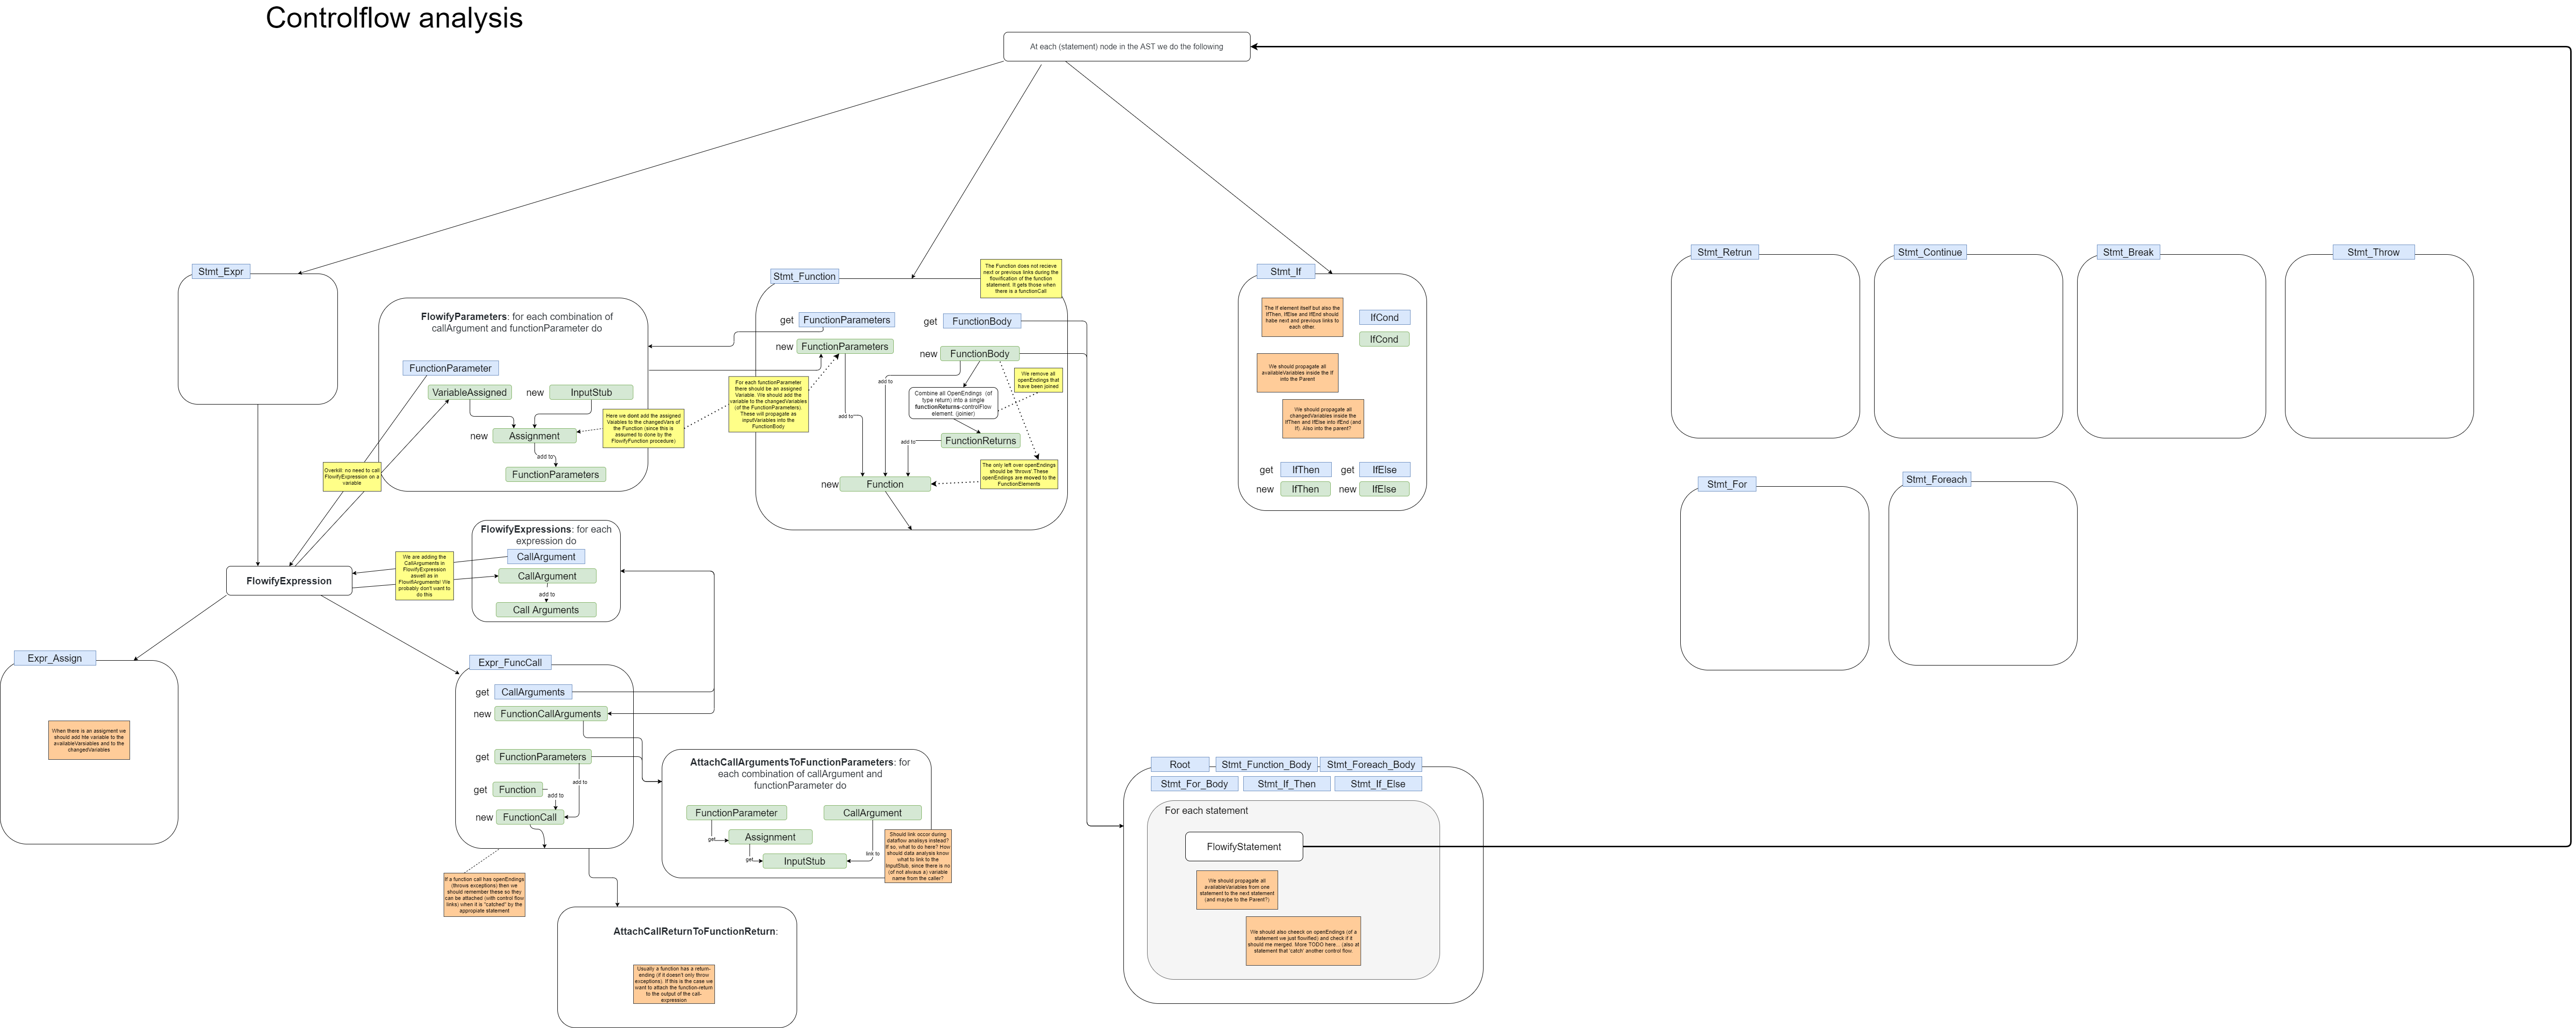 Controlflow analysis
At each (statement) node in the AST we do the following
Stmt_Expr
FlowifyParameters: for each combination of
callArgument and functionParameter do
FunctionParameter
VariableAssigned
new
InputStub
new
Assignment
add to
FunctionParameters
Overkill: no need to call
FlowifyExpression on a
variable
Here we dont add the assigned
Vaiables to the changedVars of
the Function (since this is
assumed to done by the
FlowifyFunction procedure)
Stmt_Function
The Function does not recieve
next or previous links during the
flowification of the function
statement. It gets those when
there is a functionCall
get
FunctionParameters
get
FunctionBody
new
FunctionParameters
new
FunctionBody
For each functionParameter
there should be an assigned
Variable. We should add the
variable to the changedVariables
(of the FunctionParameters).
These will propagate as
inputVariables into the
FunctionBody
We remove all
openEndings that
have been joined
add to
Combine all OpenEndings (of
type return) into a single
functionReturns-controlFlow
element. (joinier)
add to
FunctionReturns
add to
The only left over openEndings
should be 'throws'.These
openEndings are moved to the
FunctionElements
new
Function
Stmt_If
The If element itself but also the
IfThen, IfElse and IfEnd should
habe next and previous links to
each other.
IfCond
IfCond
We should propagate all
availableVariables inside the If
into the Parent
We should propagate all
changedVariables inside the
IfThen and IfElse into IfEnd (and
If). Also into the parent?
get
IfThen
get
IfElse
new
IfThen
new
IfElse
Stmt_Retrun
Stmt_Continue
Stmt_Break
Stmt_Throw
Stmt_For
Stmt_Foreach
FlowifyExpressions: for each
expression do
CallArgument
CallArgument
add to
Call Arguments
We are adding the
CallArguments in
FlowifyExpression
aswell as in
FlowifiArguments! We
probably don't want to
do this
FlowifyExpression
Expr_Assign
When there is an assigment we
should add hte variable to the
availableVarsiables and to the
changedVariables
Expr_FuncCall
get
CallArguments
new
FunctionCallArguments
get
FunctionParameters
add to
get
Function
add to
new
FunctionCall
If a function call has openEndings
(throws exceptions) then we
should remember these so they
can be attached (with control flow
links) when it is "catched" by the
appropiate statement
AttachCallArgumentsToFunctionParameters: for
each combination of callArgument and
functionParameter do
FunctionParameter
CallArgument
get
Assignment
get
InputStub
link to
Should link occor during
dataflow analisys instead?
If so, what to do here? How
should data analysis know
what to link to the
InputStub, since there is no
(of not alwaus a) variable
name from the caller?
AttachCallReturnToFunctionReturn:
Usually a function has a return-
ending (if it doesn't only throw
exceptions). If this is the case we
want to attach the function-return
to the output of the call-
expression
Root
Stmt_Function_Body
Stmt_Foreach_Body
Stmt_For_Body
Stmt_If_Then
Stmt_If_Else
For each statement
FlowifyStatement
We should propagate all
availableVariables from one
statement to the next statement
(and maybe to the Parent?)
We should also cheeck on openEndings (of a
statement we just flowified) and check if it
should me merged. More TODO here... (also at
statement that 'catch' another control flow.